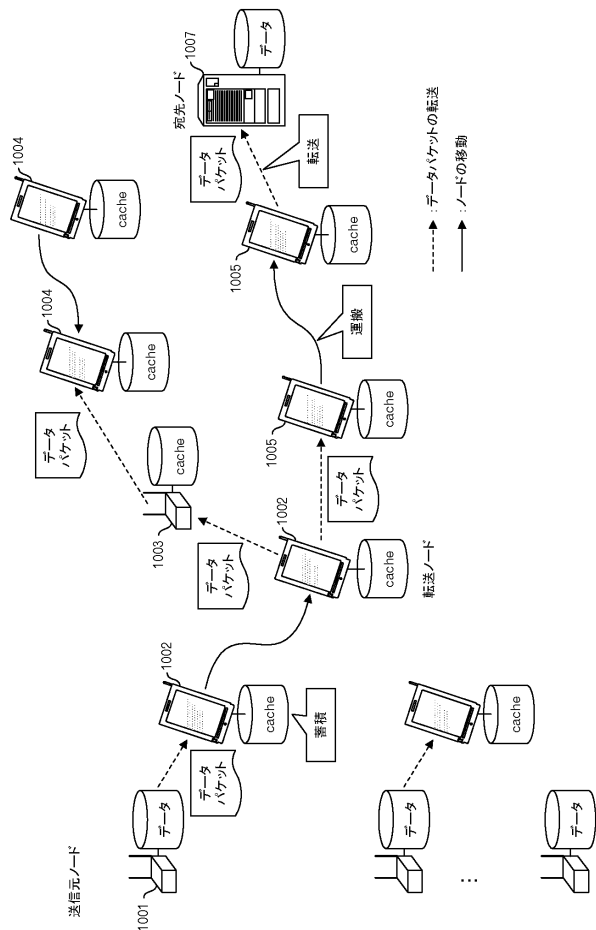 送信元ノード
1001
データ
データ
パケット
1002
cache
蓄積
1002
cache
転送ノード
データ
パケット
1003
cache
データ
パケット
1004
cache
1004
cache
データ
パケット
1005
cache
運搬
1005
cache
データ
パケット
転送
宛先ノード
1007
データ
データ
cache
…
データ
:データパケットの転送
:ノードの移動